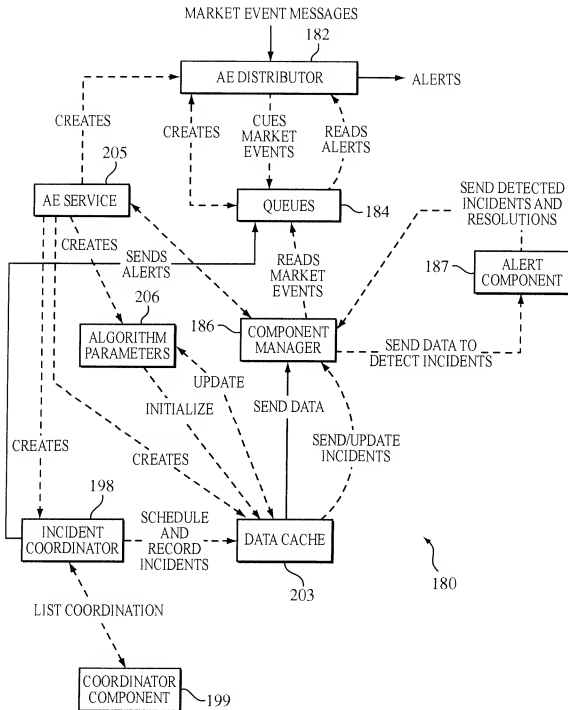 MARKET EVENT MESSAGES
182
AE DISTRIBUTOR
ALERTS
CREATES
205
CREATES
CUES
MARKET
EVENTS
READS
ALERTS
AE SERVICE
QUEUES
184
SEND DETECTED
INCIDENTS AND
RESOLUTIONS
CREATES
SENDS
ALERTS
READS
MARKET
EVENTS
187
ALERT
COMPONENT
206
ALGORITHM
PARAMETERS
186
COMPONENT
MANAGER
SEND DATA TO
DETECT INCIDENTS
UPDATE
INITIALIZE
SEND DATA
SEND/UPDATE
INCIDENTS
CREATES
CREATES
198
INCIDENT
COORDINATOR
SCHEDULE
AND
RECORD
INCIDENTS
DATA CACHE
203
180
LIST COORDINATION
COORDINATOR
COMPONENT
199